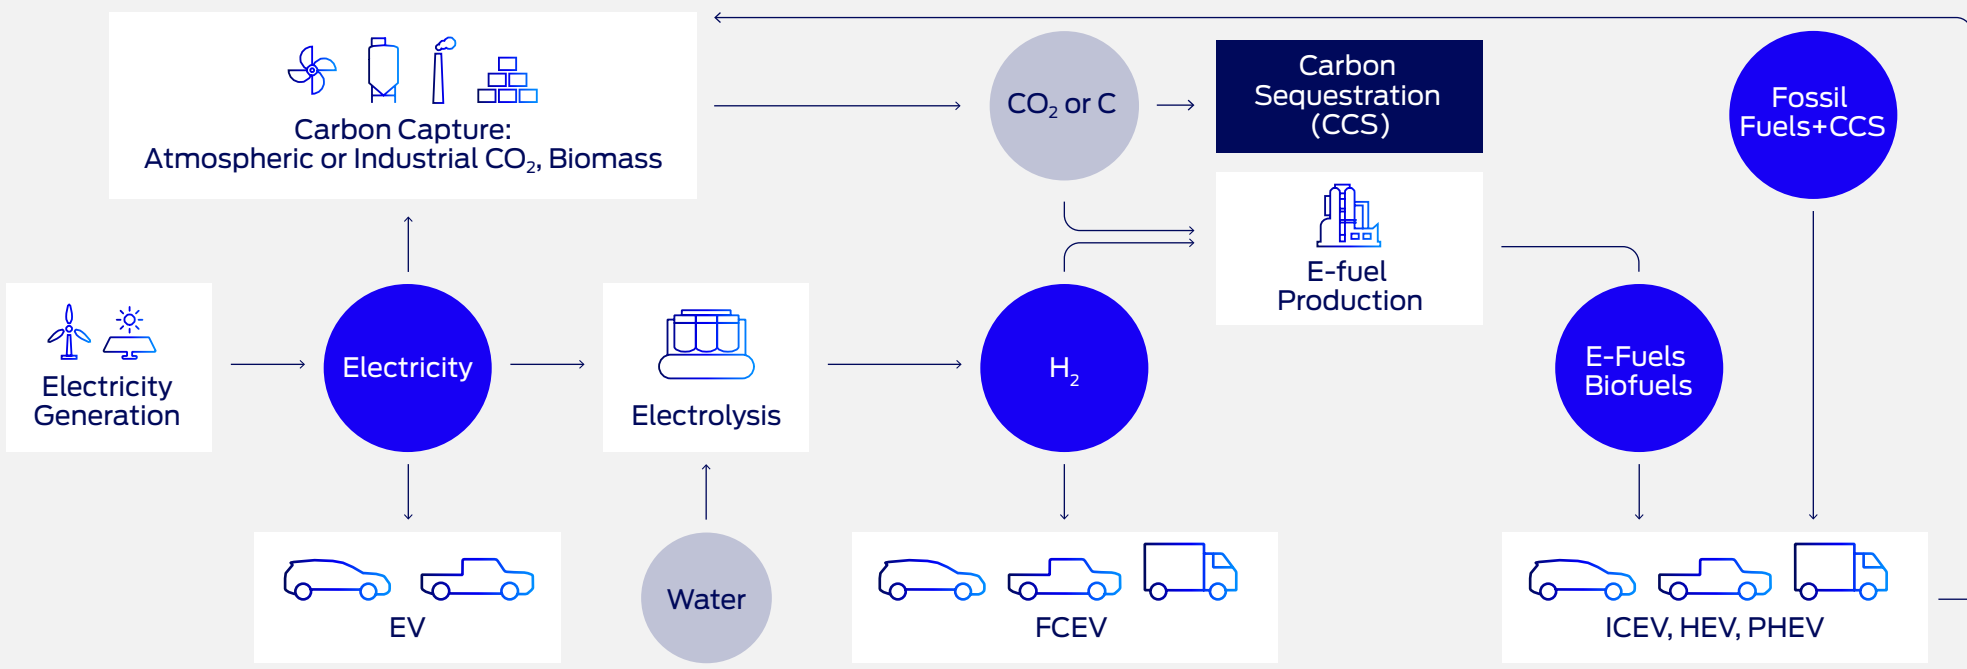 Carbon Capture:
Atmospheric or Industrial CO₂, Biomass
CO₂ or C
Carbon
Sequestration
(CCS)
Fossil
Fuels+CCS
E-fuel
Production
Electricity
Generation
Electricity
Electrolysis
H₂
E-Fuels
Biofuels
EV
Water
FCEV
ICEV, HEV, PHEV